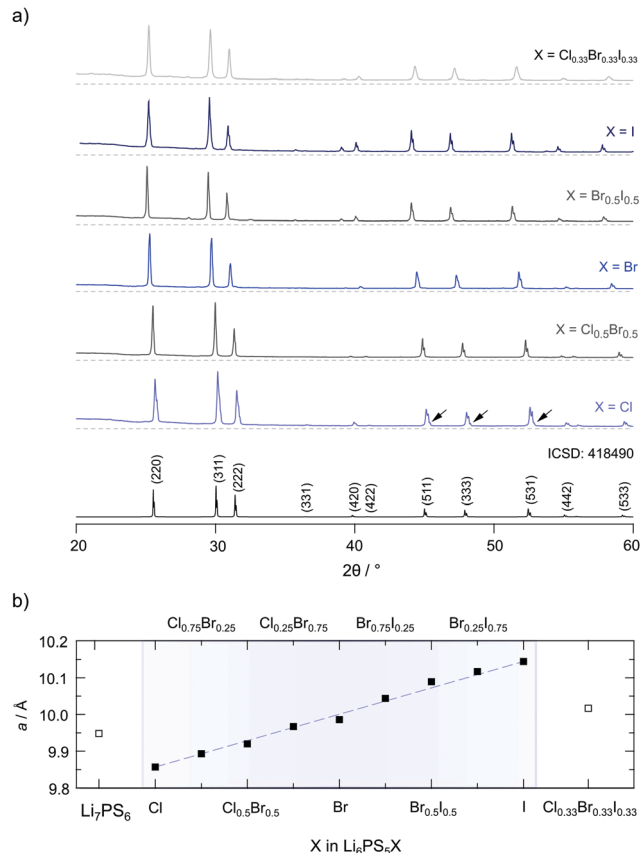 a)
X = Cl0.33Br0.33I0.33
X = I
X = Br0.5I0.5
X = Br
X = Cl0.5Br0.5
X = Cl
ICSD: 418490
(220) (311) (222) (331) (420) (422) (511) (333) (531) (442) (533)
20 30 40 50 60
2θ / °
b)
Cl0.75Br0.25 Cl0.25Br0.75 Br0.75I0.25 Br0.25I0.75
10.2
10.1
10.0
9.9
9.8
a / Å
Li7PS6 Cl Cl0.5Br0.5 Br Br0.5I0.5 I Cl0.33Br0.33I0.33
X in Li6PS5X